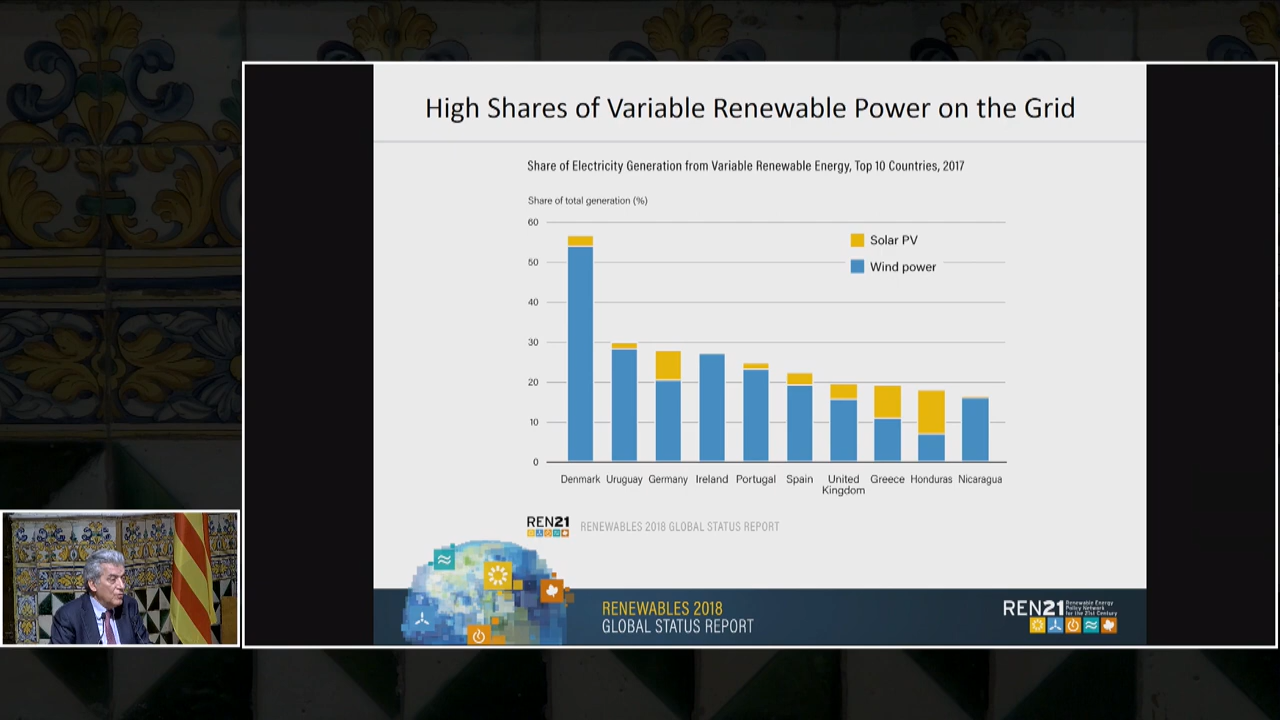 High Shares of Variable Renewable Power on the Grid
Share of Electricity Generation from Variable Renewable Energy, Top 10 Countries, 2017
Share of total generation (%)
60
50
40
30
20
10
0
Solar PV
Wind power
Denmark Uruguay Germany Ireland Portugal Spain United Kingdom Greece Honduras Nicaragua
REN21 RENEWABLES 2018 GLOBAL STATUS REPORT
RENEWABLES 2018
GLOBAL STATUS REPORT
REN21
Renewable Energy
Policy Network
for the 21st Century